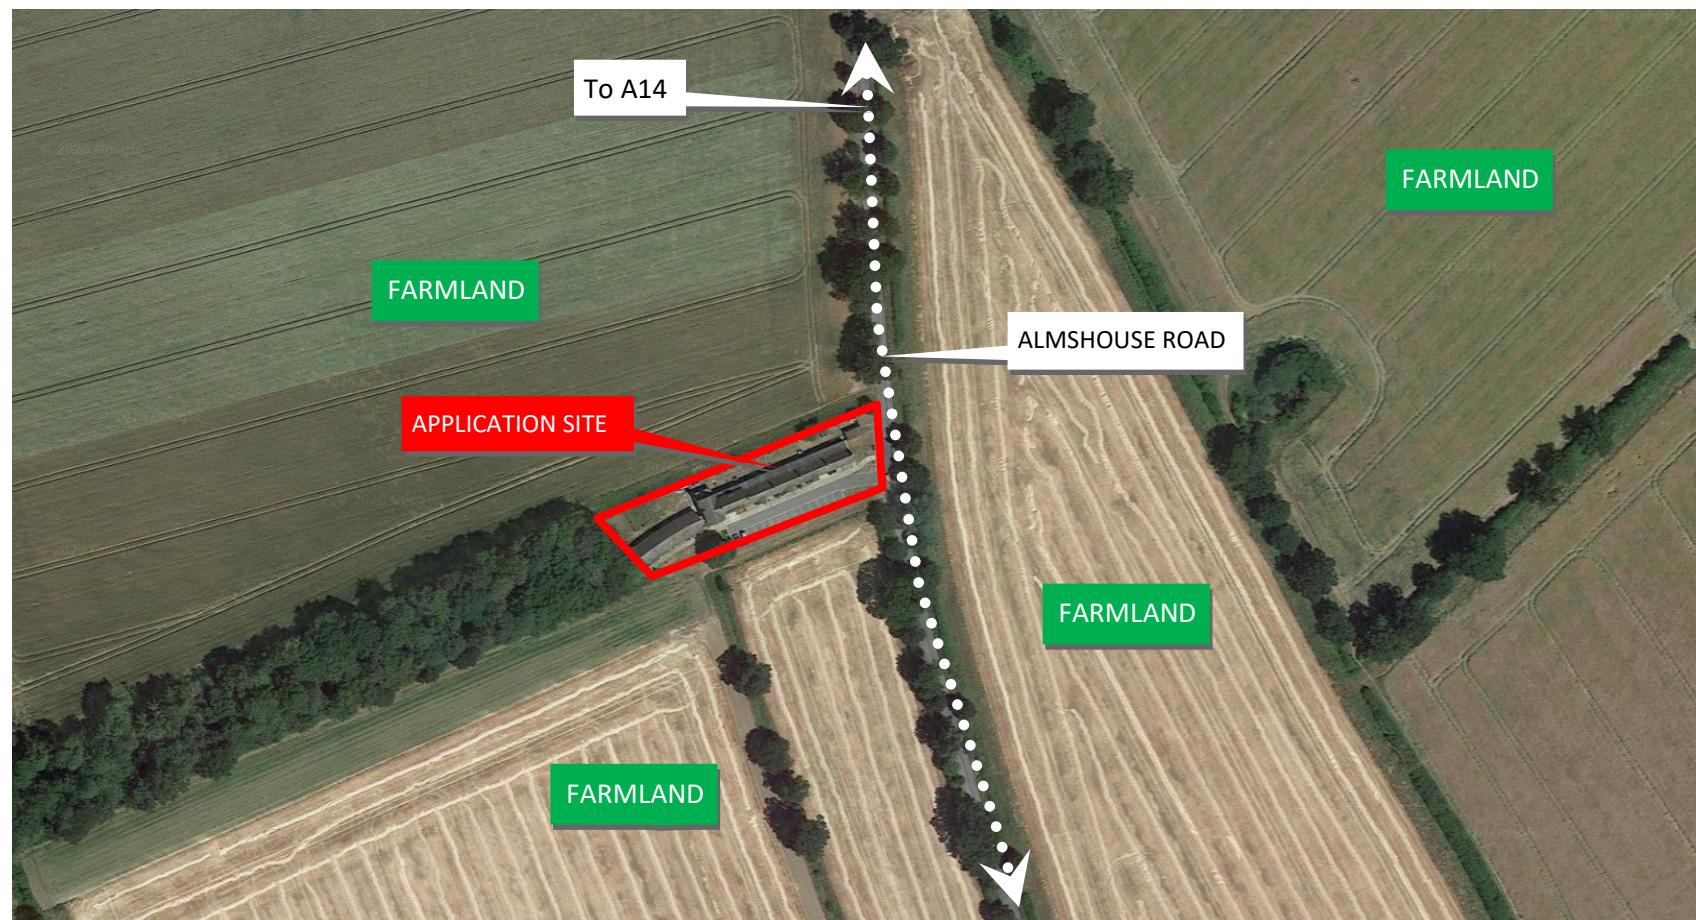 To A14
FARMLAND
FARMLAND
ALMSHOUSE ROAD
APPLICATION SITE
FARMLAND
FARMLAND